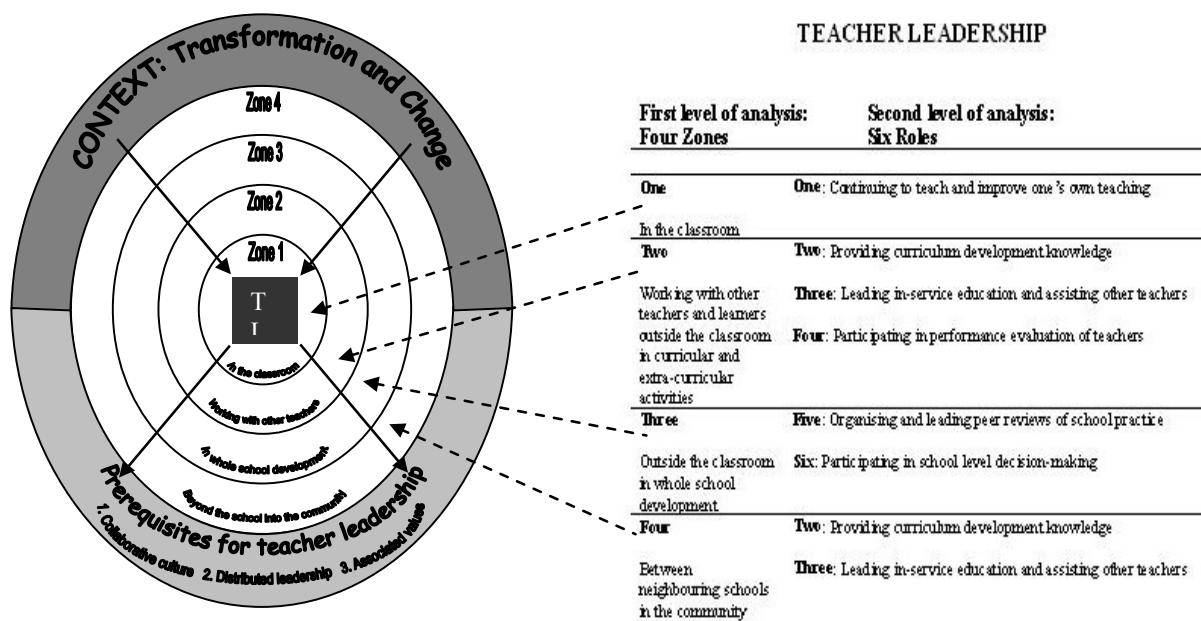 CONTEXT: Transformation and Change
Zone 4
Zone 3
Zone 2
Zone 1
T
L
In the classroom
Working with other teachers
In whole school development
Beyond the school into the community
Prerequisites for teacher leadership
1. Collaborative culture 2. Distributed leadership 3. Associated values
TEACHER LEADERSHIP
First level of analysis: Second level of analysis:
Four Zones Six Roles
One One: Continuing to teach and improve one's own teaching
In the classroom
Two Two: Providing curriculum development knowledge
Working with other Three: Leading in-service education and assisting other teachers
teachers and learners
outside the classroom Four: Participating in performance evaluation of teachers
in curricular and
extra-curricular
activities
Three Five: Organising and leading peer reviews of school practice
Outside the classroom Six: Participating in school level decision-making
in whole school
development
Four Two: Providing curriculum development knowledge
Between Three: Leading in-service education and assisting other teachers
neighbouring schools
in the community